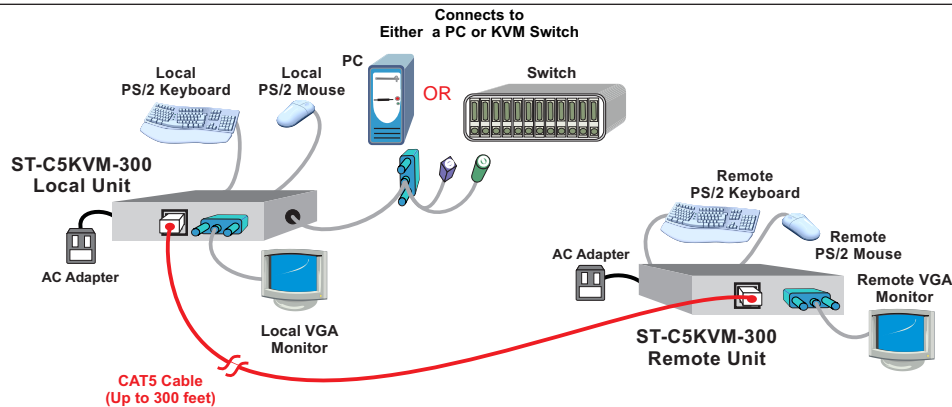 Connects to
Either a PC or KVM Switch
Local
PS/2 Keyboard
Local
PS/2 Mouse
PC
OR
Switch
ST-C5KVM-300
Local Unit
AC Adapter
Local VGA
Monitor
CAT5 Cable
(Up to 300 feet)
Remote
PS/2 Keyboard
Remote
PS/2 Mouse
AC Adapter
Remote VGA
Monitor
ST-C5KVM-300
Remote Unit